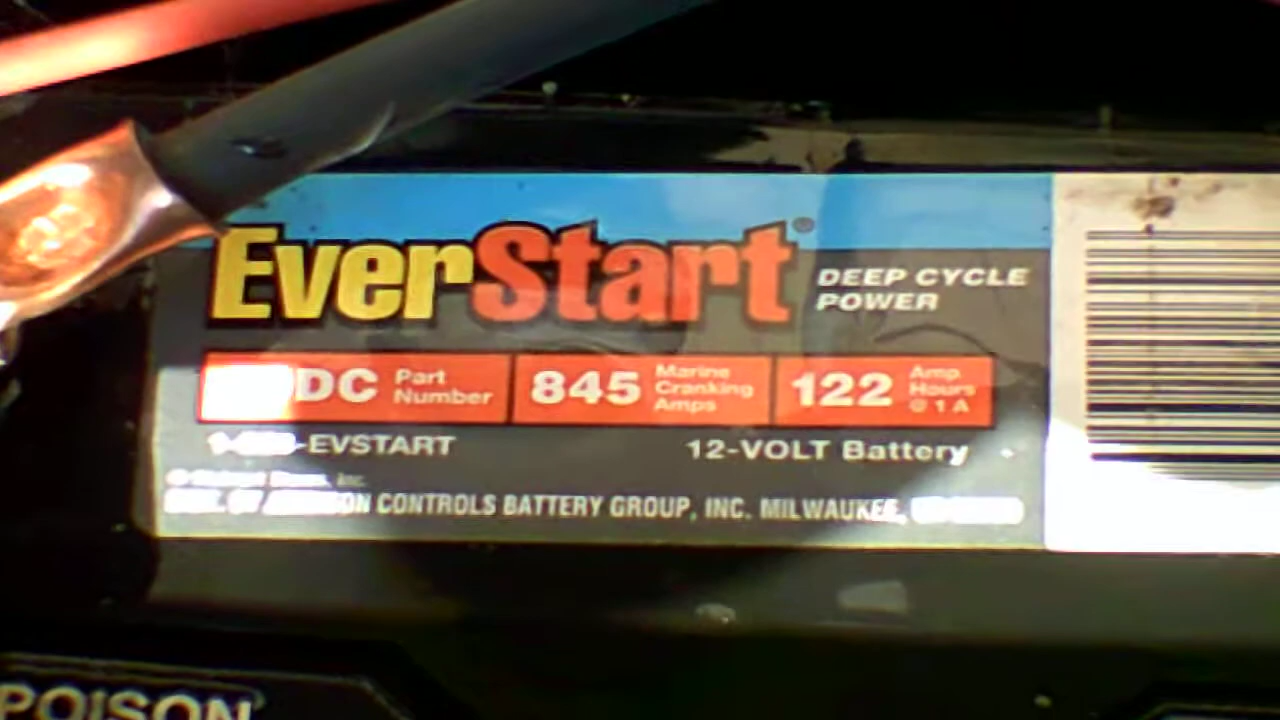 EverStart®
DEEP CYCLE
POWER
DC Part Number
845 Marine Cranking Amps
122 Amp Hours @ 1 A
-EVSTART
12-VOLT Battery
Inc.
CONTROLS BATTERY GROUP, INC. MILWAUKEE,
POISON